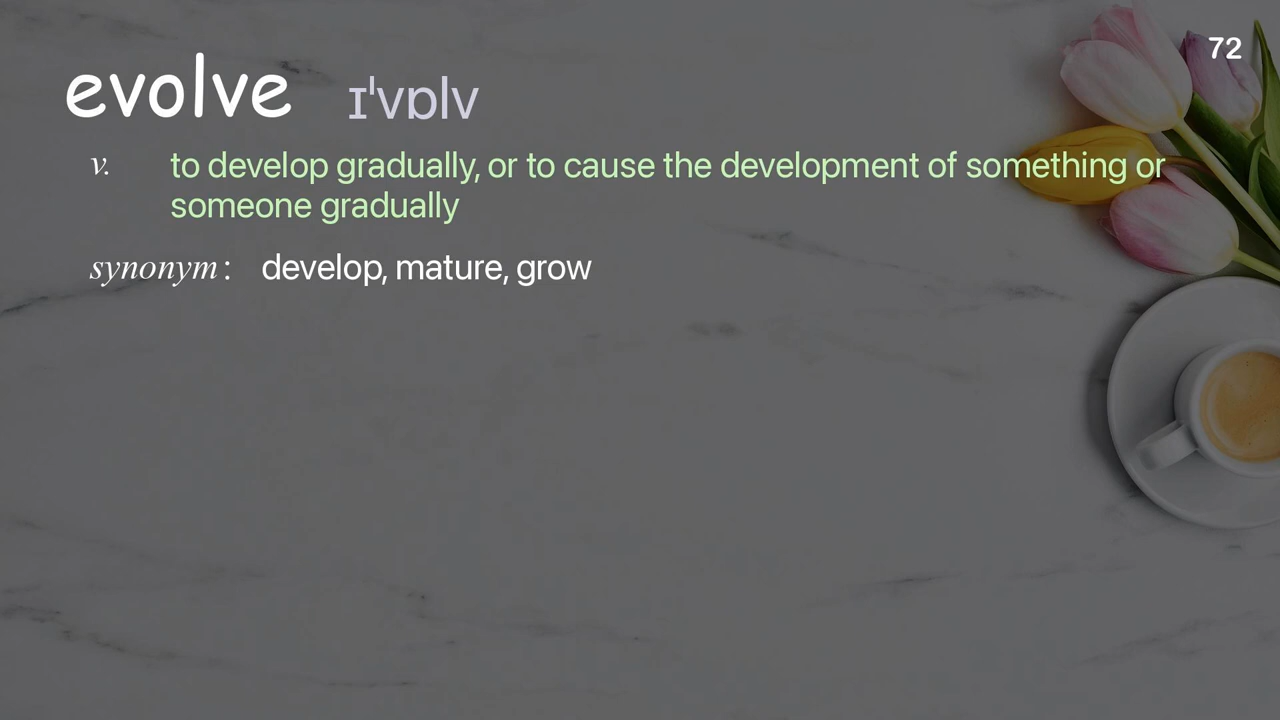 72
evolve ɪˈvɒlv
v. to develop gradually, or to cause the development of something or
someone gradually
synonym: develop, mature, grow